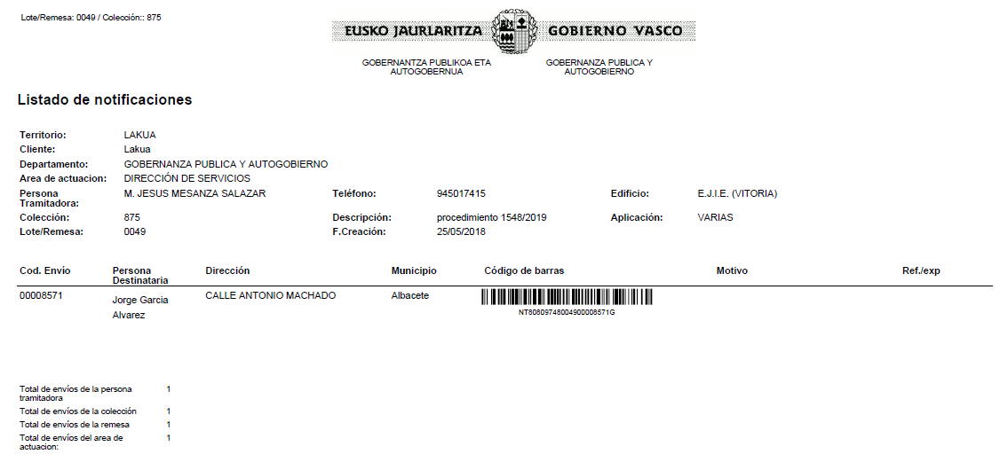 Lote/Remesa: 0049 / Colección:: 875
EUSKO JAURLARITZA GOBIERNO VASCO
GOBERNANTZA PUBLIKOA ETA
AUTOGOBERNUA
GOBERNANZA PUBLICA Y
AUTOGOBIERNO
Listado de notificaciones
Territorio: LAKUA
Cliente: Lakua
Departamento: GOBERNANZA PUBLICA Y AUTOGOBIERNO
Area de actuacion: DIRECCIÓN DE SERVICIOS
Persona Tramitadora: M. JESUS MESANZA SALAZAR Teléfono: 945017415 Edificio: E.J.I.E. (VITORIA)
Colección: 875 Descripción: procedimiento 1548/2019 Aplicación: VARIAS
Lote/Remesa: 0049 F.Creación: 25/05/2018
Cod. Envío Persona Destinataria Dirección Municipio Código de barras Motivo Ref./exp
00008571 Jorge Garcia Alvarez CALLE ANTONIO MACHADO Albacete
NT80809748004900008571G
Total de envíos de la persona tramitadora 1
Total de envíos de la colección 1
Total de envíos de la remesa 1
Total de envíos del area de actuacion: 1